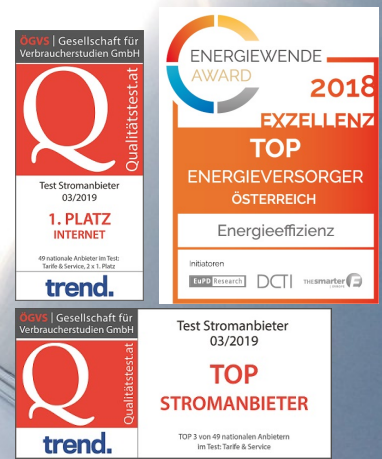 ÖGVS | Gesellschaft für
Verbraucherstudien GmbH
Q
Qualitätstest.at
Test Stromanbieter
03/2019
1. PLATZ
INTERNET
49 nationale Anbieter im Test:
Tarife & Service, 2 x 1. Platz
trend.
ENERGIEWENDE
AWARD
2018
EXZELLENZ
TOP
ENERGIEVERSORGER
ÖSTERREICH
Energieeffizienz
Initiatoren
EuPD Research
DCTI
THE smarter E
ÖGVS | Gesellschaft für
Verbraucherstudien GmbH
Q
Qualitätstest.at
trend.
Test Stromanbieter
03/2019
TOP
STROMANBIETER
TOP 3 von 49 nationalen Anbietern
im Test: Tarife & Service